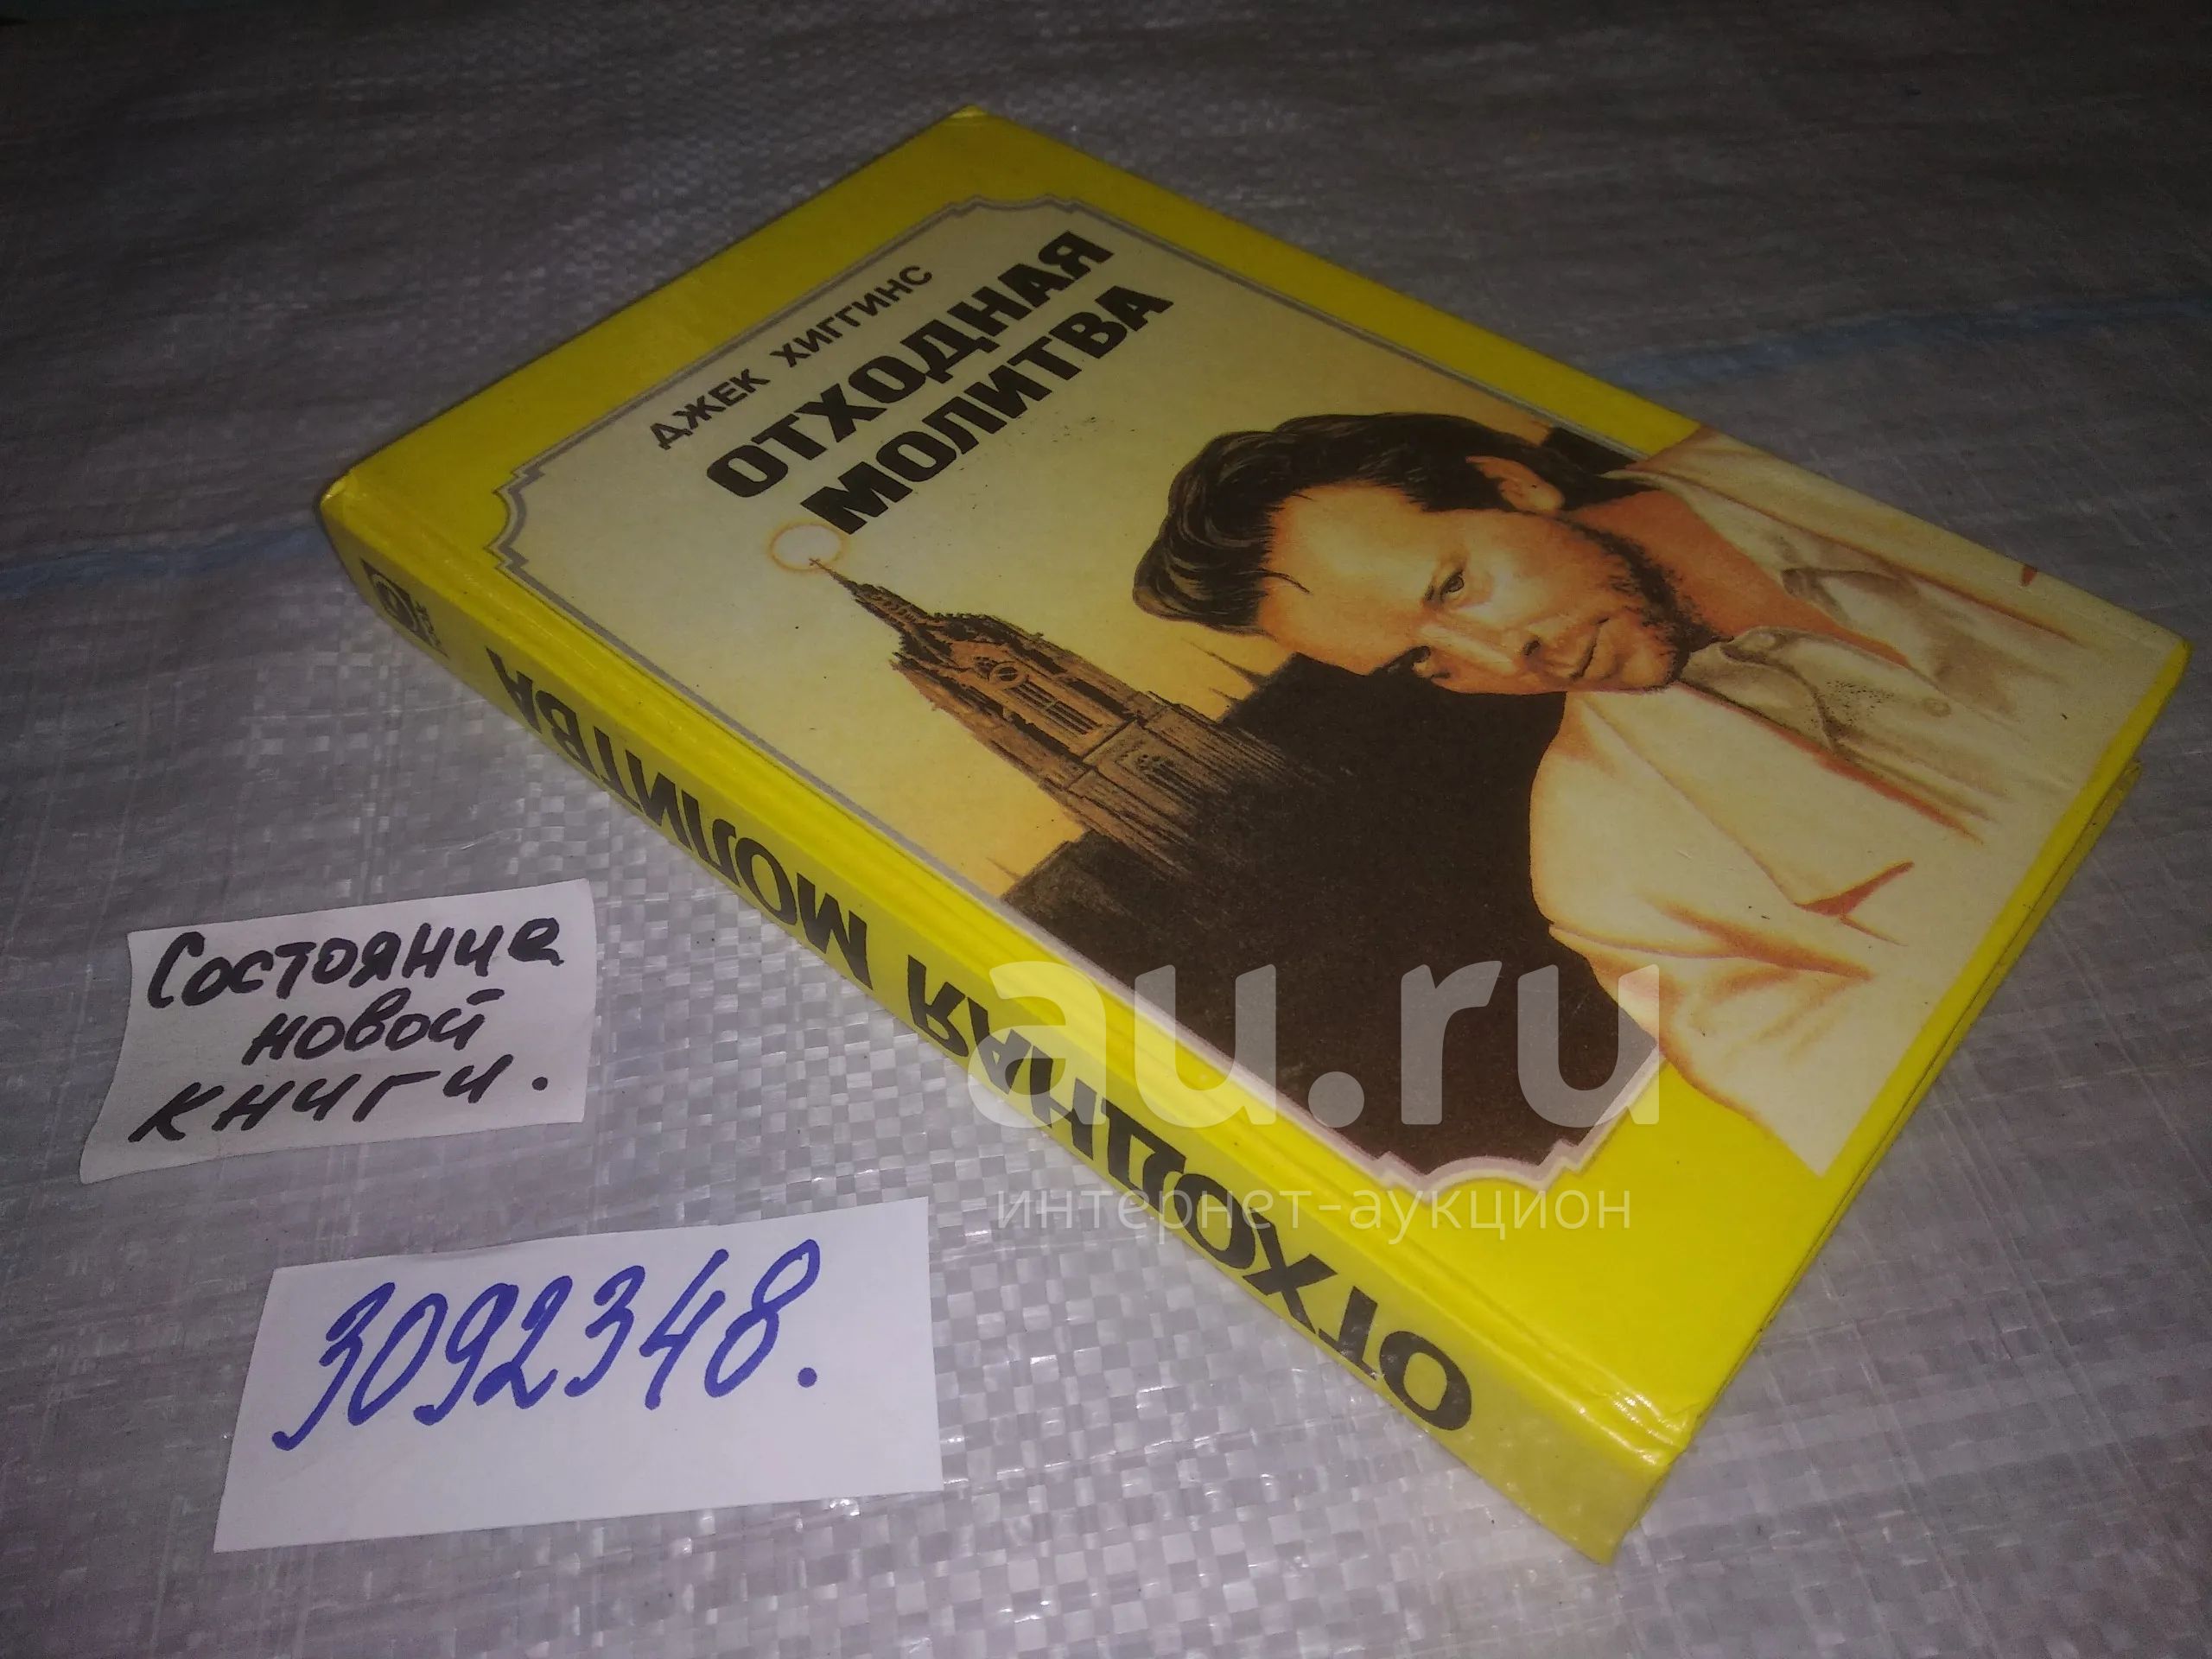 ДЖЕК ХИГГИНС
ОТХОДНАЯ
МОЛИТВА
ОТХОДНАЯ МОЛИТВА
Состояние
новой
книги.
3092348.
au.ru
интернет-аукцион